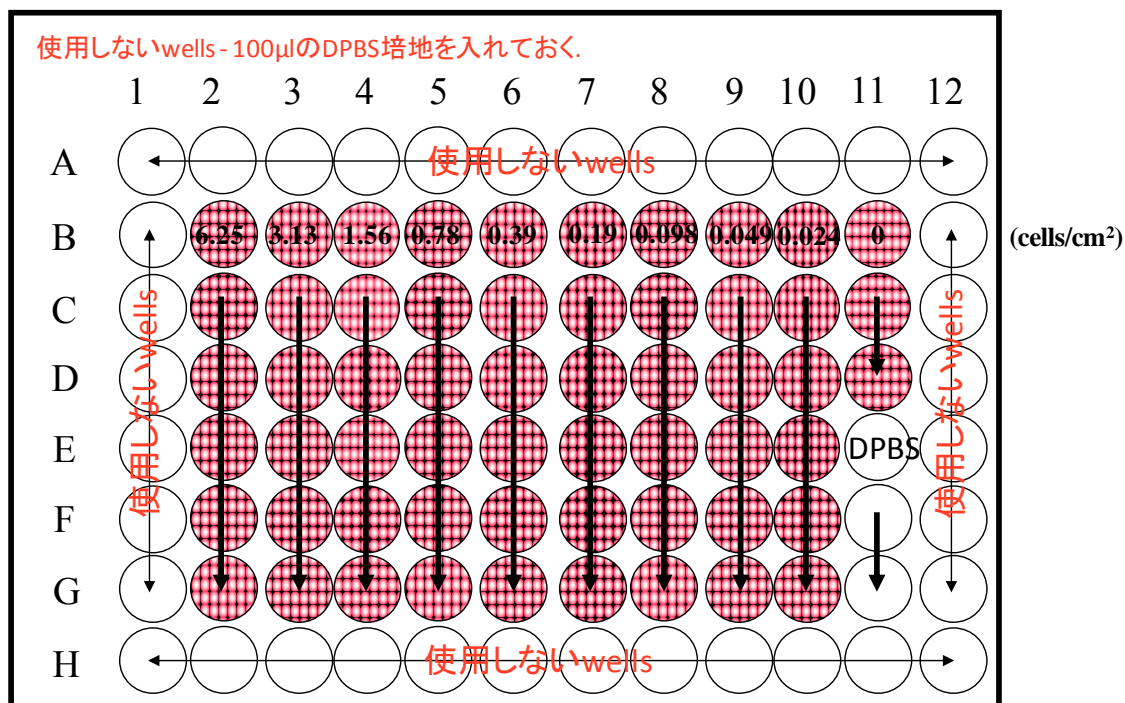 使用しないwells - 100µlのDPBS培地を入れておく.
1 2 3 4 5 6 7 8 9 10 11 12
A 使用しないwells
B 6.25 3.13 1.56 0.78 0.39 0.19 0.098 0.049 0.024 0 (cells/cm²)
C
D
E DPBS
F
G
H 使用しないwells
使用しないwells
使用しないwells